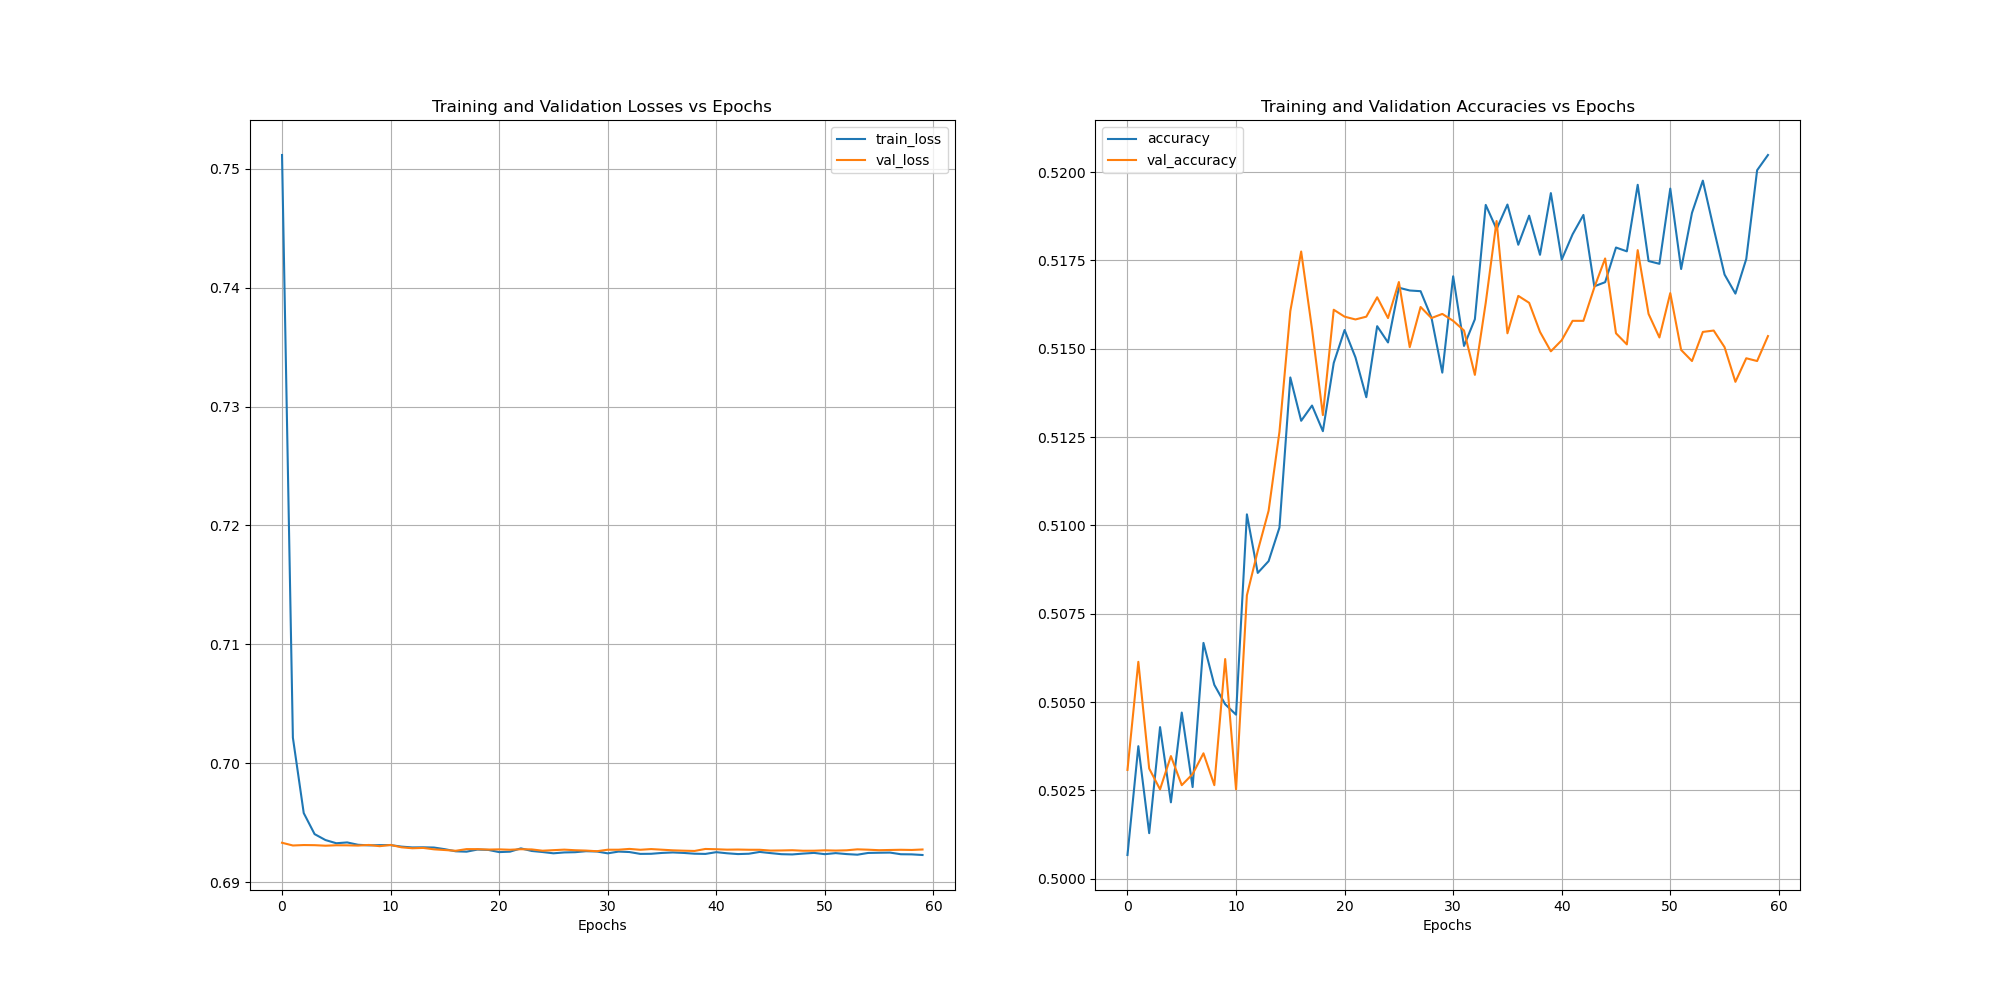 Training and Validation Losses vs Epochs
train_loss
val_loss
0.75
0.74
0.73
0.72
0.71
0.70
0.69
0 10 20 30 40 50 60
Epochs
Training and Validation Accuracies vs Epochs
accuracy
val_accuracy
0.5200
0.5175
0.5150
0.5125
0.5100
0.5075
0.5050
0.5025
0.5000
0 10 20 30 40 50 60
Epochs